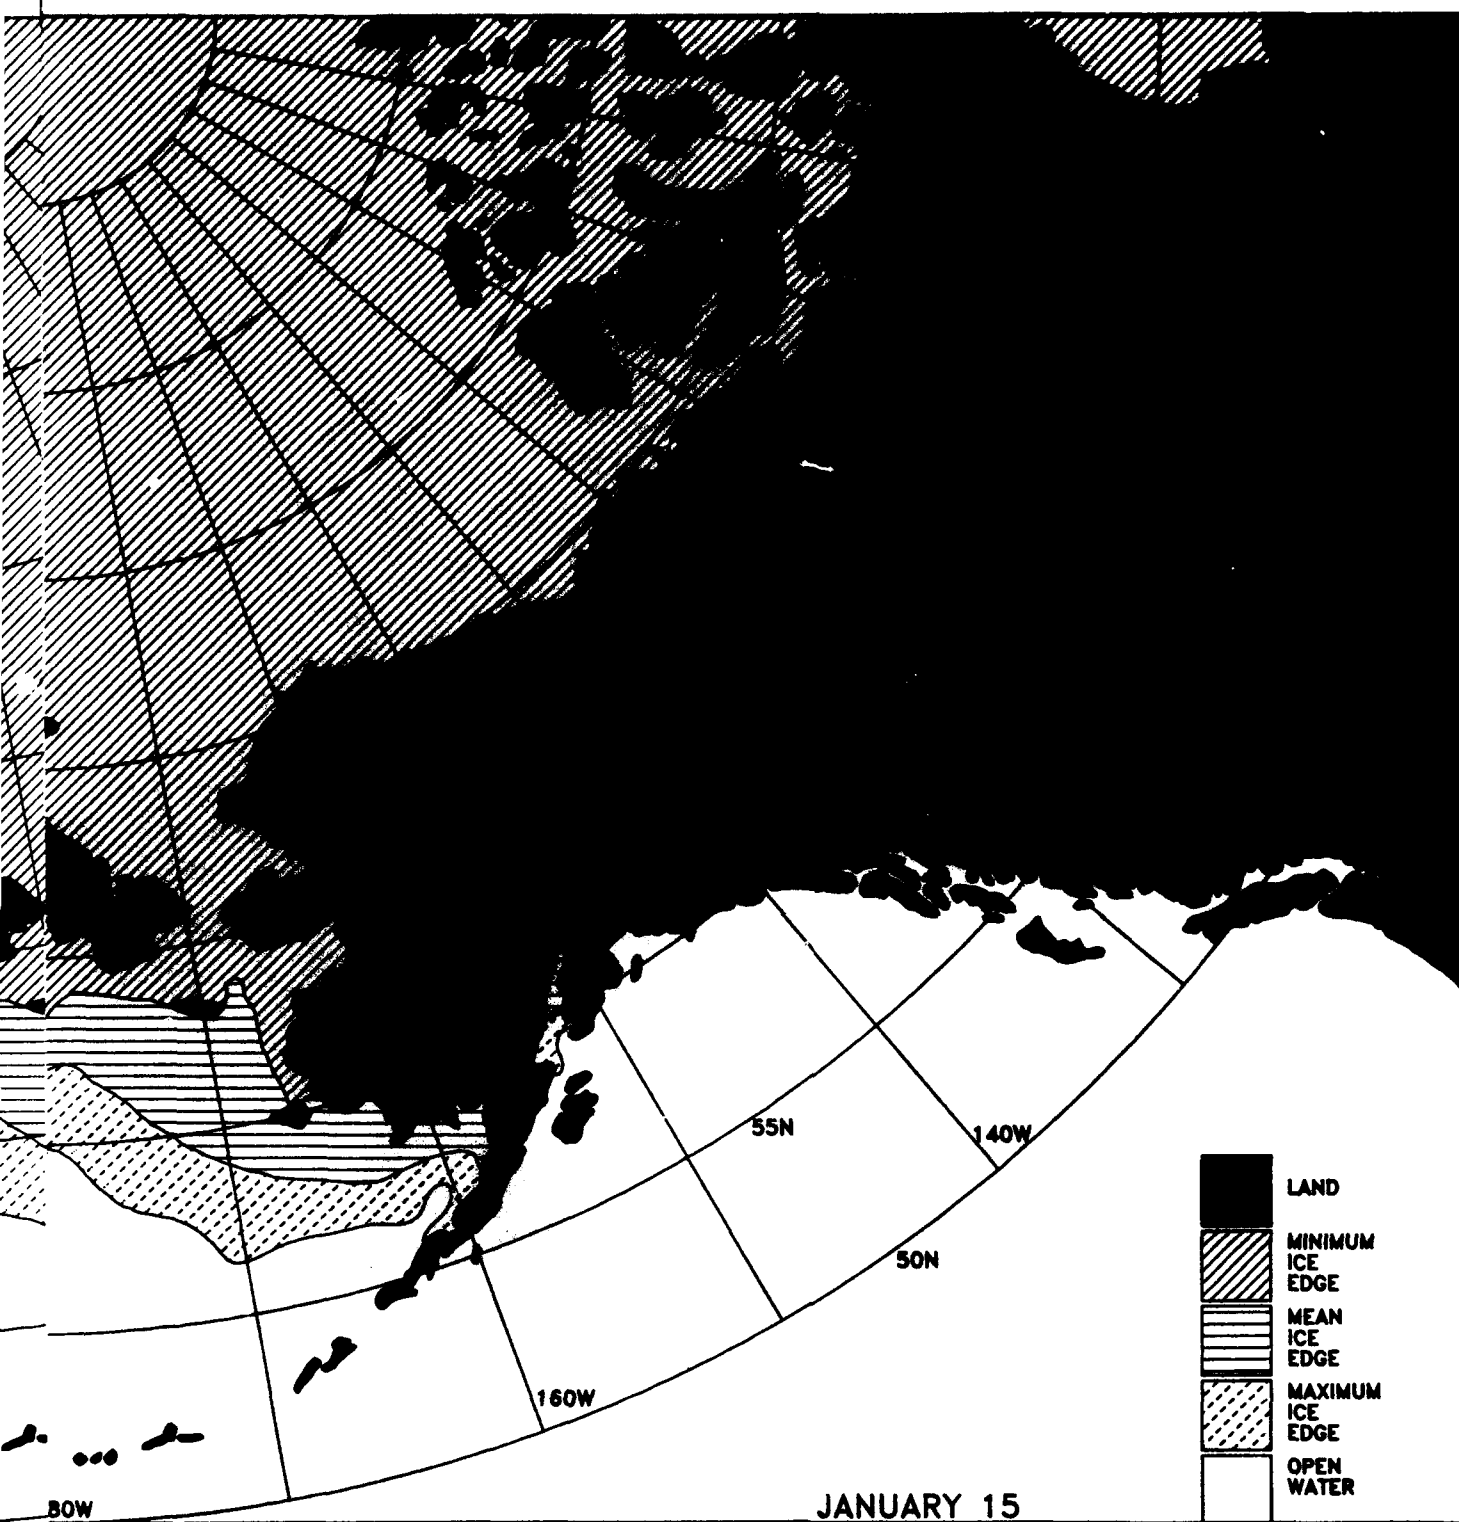 55N
140W
LAND
50N
MINIMUM
ICE
EDGE
MEAN
ICE
EDGE
160W
MAXIMUM
ICE
EDGE
OPEN
WATER
80W
JANUARY 15